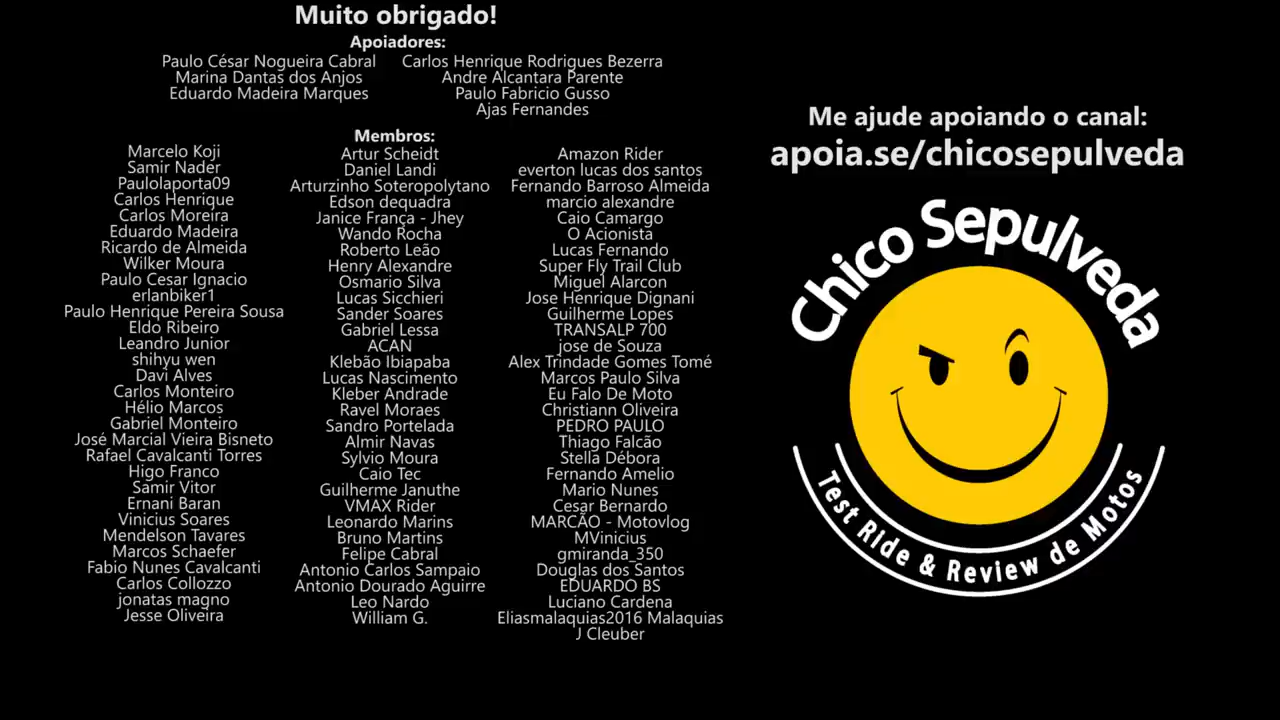 Muito obrigado!
Apoiadores:
Paulo César Nogueira Cabral
Marina Dantas dos Anjos
Eduardo Madeira Marques
Carlos Henrique Rodrigues Bezerra
Andre Alcantara Parente
Paulo Fabricio Gusso
Ajas Fernandes
Membros:
Marcelo Koji
Samir Nader
Paulolaporta09
Carlos Henrique
Carlos Moreira
Eduardo Madeira
Ricardo de Almeida
Wilker Moura
Paulo Cesar Ignacio
erlanbiker1
Paulo Henrique Pereira Sousa
Eldo Ribeiro
Leandro Junior
shihyu wen
Davi Alves
Carlos Monteiro
Hélio Marcos
Gabriel Monteiro
José Marcial Vieira Bisneto
Rafael Cavalcanti Torres
Higo Franco
Samir Vitor
Ernani Baran
Vinicius Soares
Mendelson Tavares
Marcos Schaefer
Fabio Nunes Cavalcanti
Carlos Collozzo
jonatas magno
Jesse Oliveira
Artur Scheidt
Daniel Landi
Arturzinho Soteropolytano
Edson dequadra
Janice França - Jhey
Wando Rocha
Roberto Leão
Henry Alexandre
Osmario Silva
Lucas Sicchieri
Sander Soares
Gabriel Lessa
ACAN
Klebão Ibiapaba
Lucas Nascimento
Kleber Andrade
Ravel Moraes
Sandro Portelada
Almir Navas
Sylvio Moura
Caio Tec
Guilherme Januthe
VMAX Rider
Leonardo Marins
Bruno Martins
Felipe Cabral
Antonio Carlos Sampaio
Antonio Dourado Aguirre
Leo Nardo
William G.
Amazon Rider
everton lucas dos santos
Fernando Barroso Almeida
marcio alexandre
Caio Camargo
O Acionista
Lucas Fernando
Super Fly Trail Club
Miguel Alarcon
Jose Henrique Dignani
Guilherme Lopes
TRANSALP 700
jose de Souza
Alex Trindade Gomes Tomé
Marcos Paulo Silva
Eu Falo De Moto
Christiann Oliveira
PEDRO PAULO
Thiago Falcão
Stella Débora
Fernando Amelio
Mario Nunes
Cesar Bernardo
MARCÃO - Motovlog
MVinicius
gmiranda_350
Douglas dos Santos
EDUARDO BS
Luciano Cardena
Eliasmalaquias2016 Malaquias
J Cleuber
Me ajude apoiando o canal:
apoia.se/chicosepulveda
Chico Sepulveda
Test Ride & Review de Motos